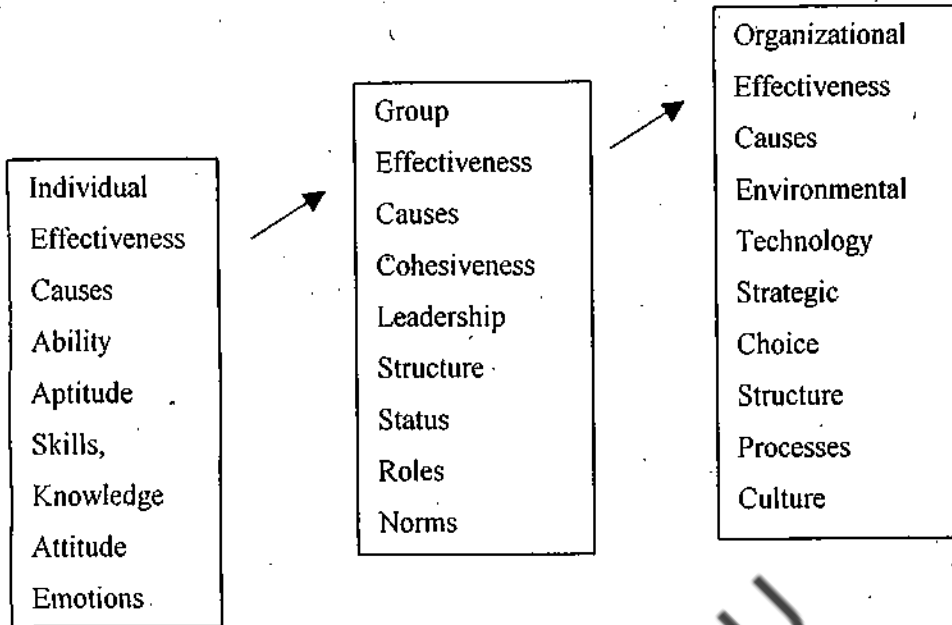 Individual
Effectiveness
Causes
Ability
Aptitude
Skills,
Knowledge
Attitude
Emotions
Group
Effectiveness
Causes
Cohesiveness
Leadership
Structure
Status
Roles
Norms
Organizational
Effectiveness
Causes
Environmental
Technology
Strategic
Choice
Structure
Processes
Culture